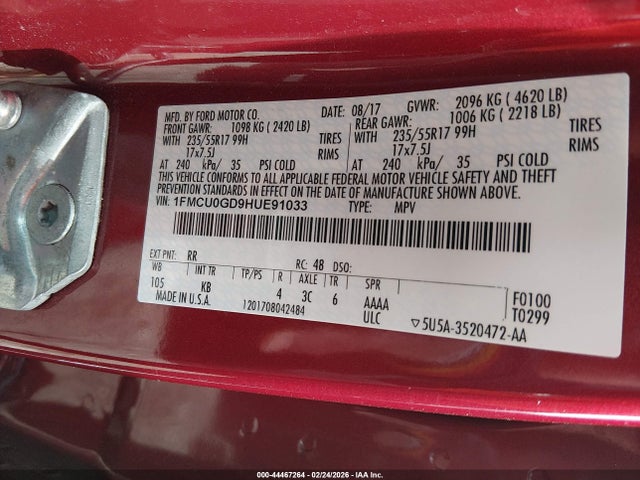 MFD. BY FORD MOTOR CO. DATE: 08/17 GVWR: 2096 KG ( 4620 LB)
FRONT GAWR: 1098 KG ( 2420 LB) REAR GAWR: 1006 KG ( 2218 LB)
WITH 235/55R17 99H TIRES WITH 235/55R17 99H TIRES
17x7.5J RIMS 17x7.5J RIMS
AT 240 kPa/ 35 PSI COLD AT 240 kPa/ 35 PSI COLD
THIS VEHICLE CONFORMS TO ALL APPLICABLE FEDERAL MOTOR VEHICLE SAFETY AND THEFT
PREVENTION STANDARDS IN EFFECT ON THE DATE OF MANUFACTURE SHOWN ABOVE.
VIN: 1FMCU0GD9HUE91033 TYPE: MPV
EXT PNT: RR RC: 48 DSO:
WB INT TR TP/PS R AXLE TR SPR
105 KB 4 3C 6 AAAA F0100
MADE IN U.S.A. 1201708042484 ULC ▽5U5A-3520472-AA T0299
000-44467264 - 02/24/2026 - IAA, Inc.